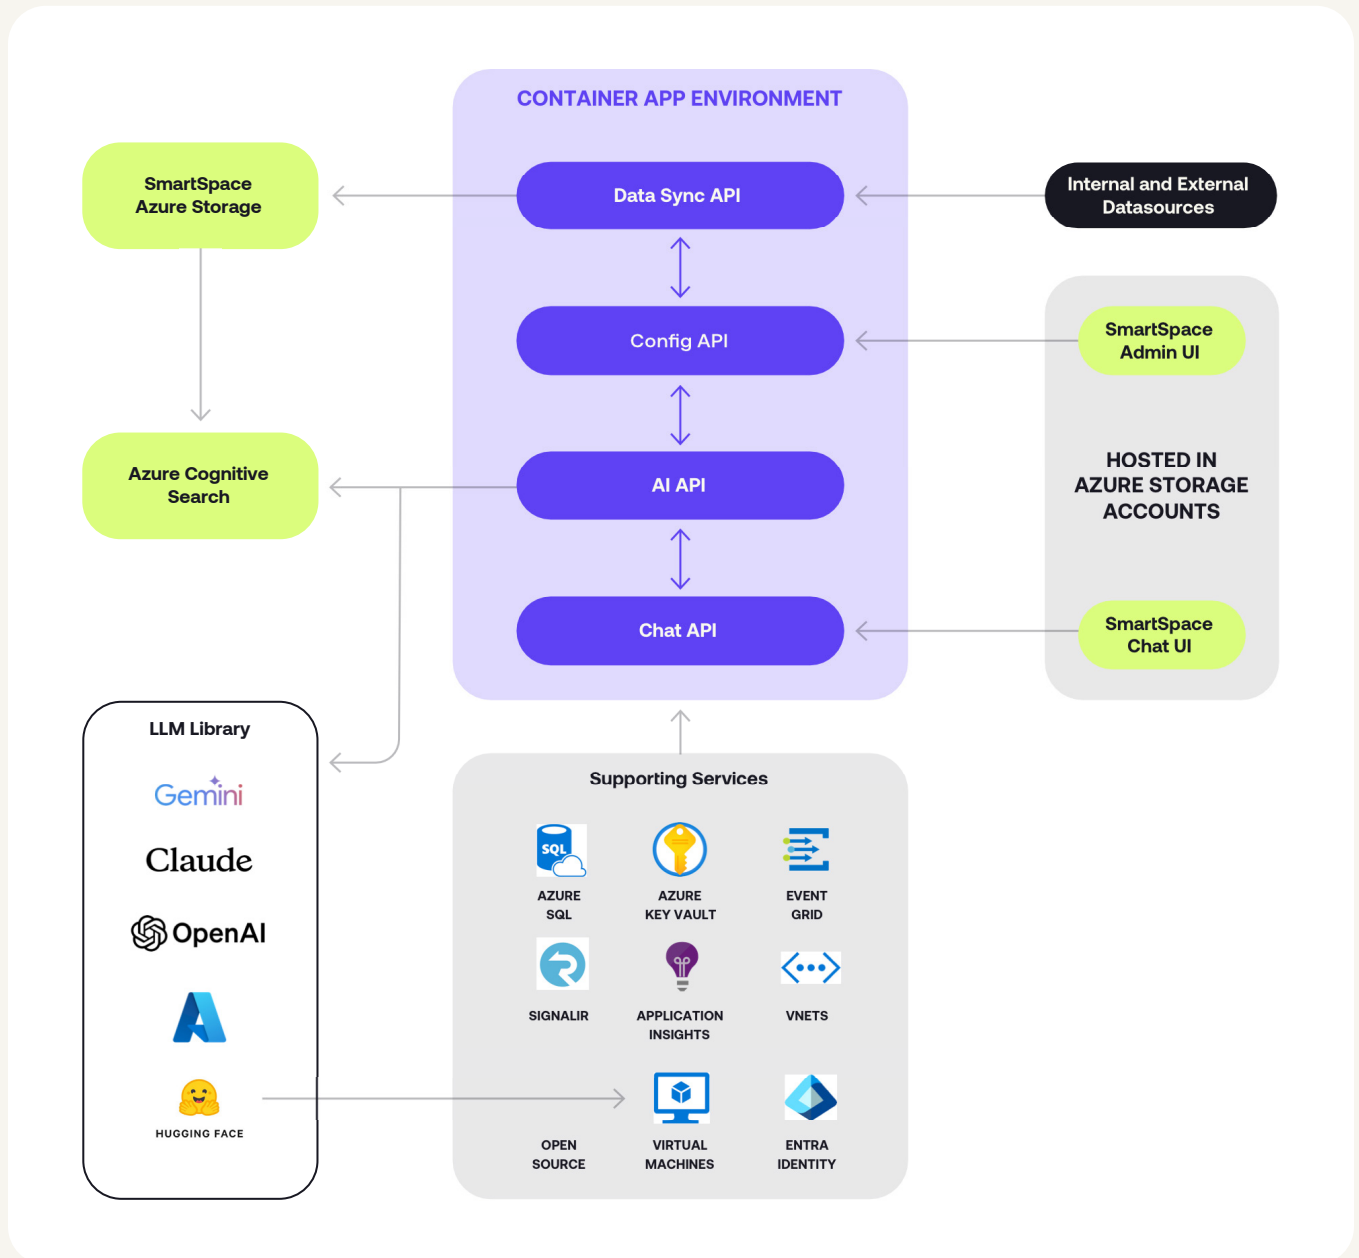 CONTAINER APP ENVIRONMENT
SmartSpace
Azure Storage
Data Sync API
Internal and External
Datasources
Config API
SmartSpace
Admin UI
Azure Cognitive
Search
AI API
HOSTED IN
AZURE STORAGE
ACCOUNTS
Chat API
SmartSpace
Chat UI
LLM Library
Gemini
Claude
OpenAI
HUGGING FACE
Supporting Services
SQL
AZURE
SQL
AZURE
KEY VAULT
EVENT
GRID
SIGNALIR
APPLICATION
INSIGHTS
VNETS
OPEN
SOURCE
VIRTUAL
MACHINES
ENTRA
IDENTITY